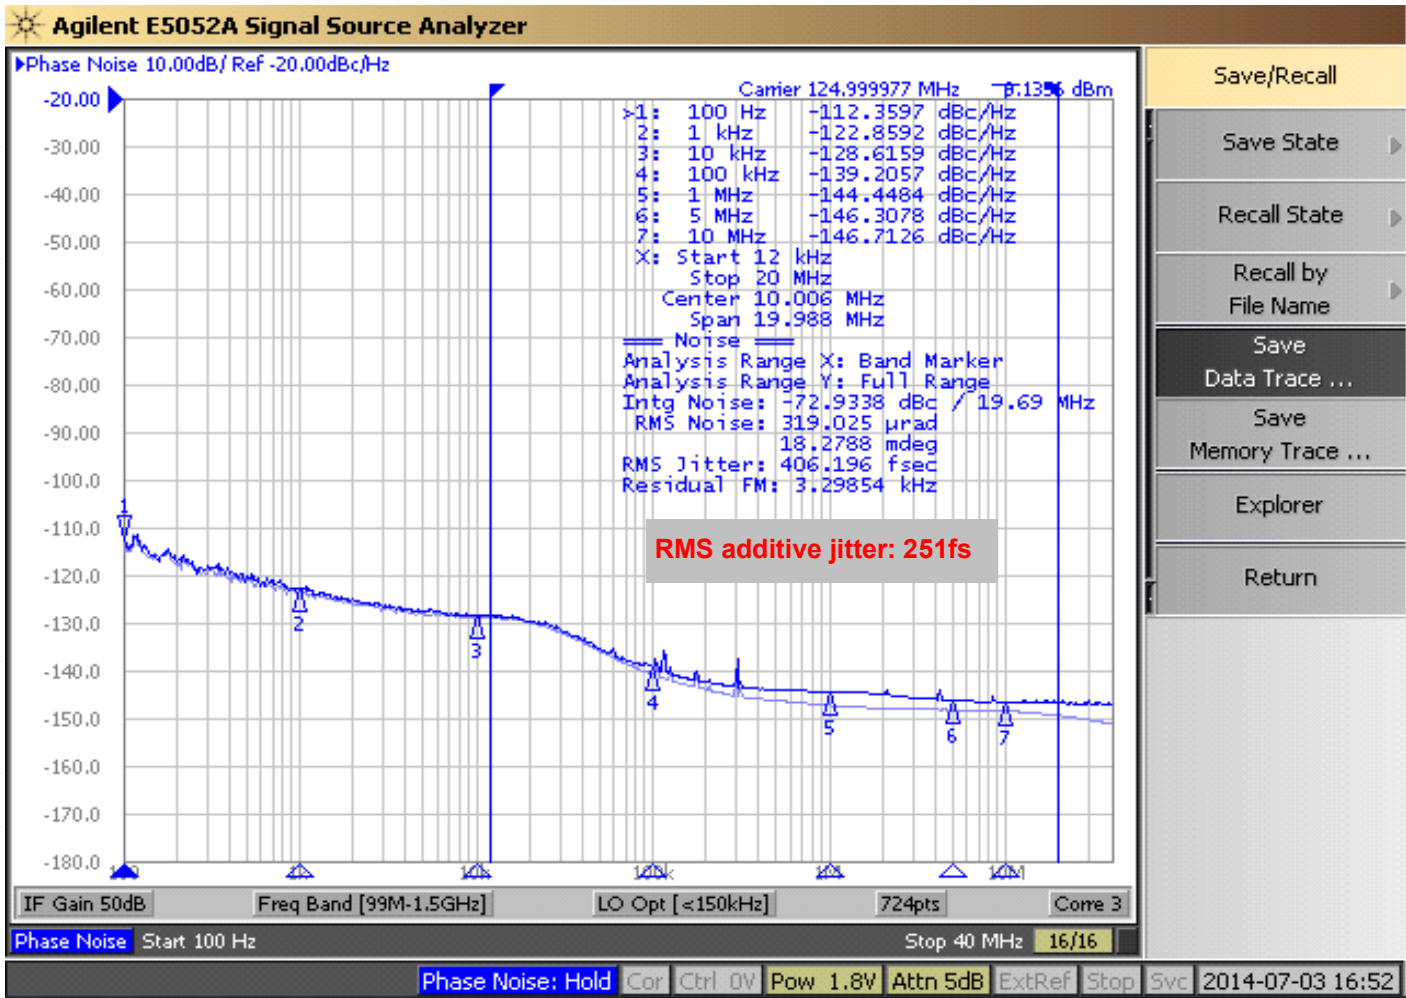 Agilent E5052A Signal Source Analyzer
Phase Noise 10.00dB/ Ref -20.00dBc/Hz
Carrier 124.999977 MHz dBm
-20.00
-30.00
-40.00
-50.00
-60.00
-70.00
-80.00
-90.00
-100.0
-110.0
-120.0
-130.0
-140.0
-150.0
-160.0
-170.0
-180.0
>1: 100 Hz -112.3597 dBc/Hz
2: 1 kHz -122.8592 dBc/Hz
3: 10 kHz -128.6159 dBc/Hz
4: 100 kHz -139.2057 dBc/Hz
5: 1 MHz -144.4484 dBc/Hz
6: 5 MHz -146.3078 dBc/Hz
7: 10 MHz -146.7126 dBc/Hz
X: Start 12 kHz
Stop 20 MHz
Center 10.006 MHz
Span 19.988 MHz
Noise
Analysis Range X: Band Marker
Analysis Range Y: Full Range
Intg Noise: -72.9338 dBc / 19.69 MHz
RMS Noise: 319.025 µrad
18.2788 mdeg
RMS Jitter: 406.196 fsec
Residual FM: 3.29854 kHz
RMS additive jitter: 251fs
1
2
3
4
5
6
7
IF Gain 50dB
Freq Band [99M-1.5GHz]
LO Opt [<150kHz]
724pts
Corre 3
Phase Noise Start 100 Hz
Stop 40 MHz 16/16
Phase Noise: Hold Cor Ctrl 0V Pow 1.8V Attn 5dB ExtRef Stop Svc 2014-07-03 16:52
Save/Recall
Save State
Recall State
Recall by
File Name
Save
Data Trace ...
Save
Memory Trace ...
Explorer
Return